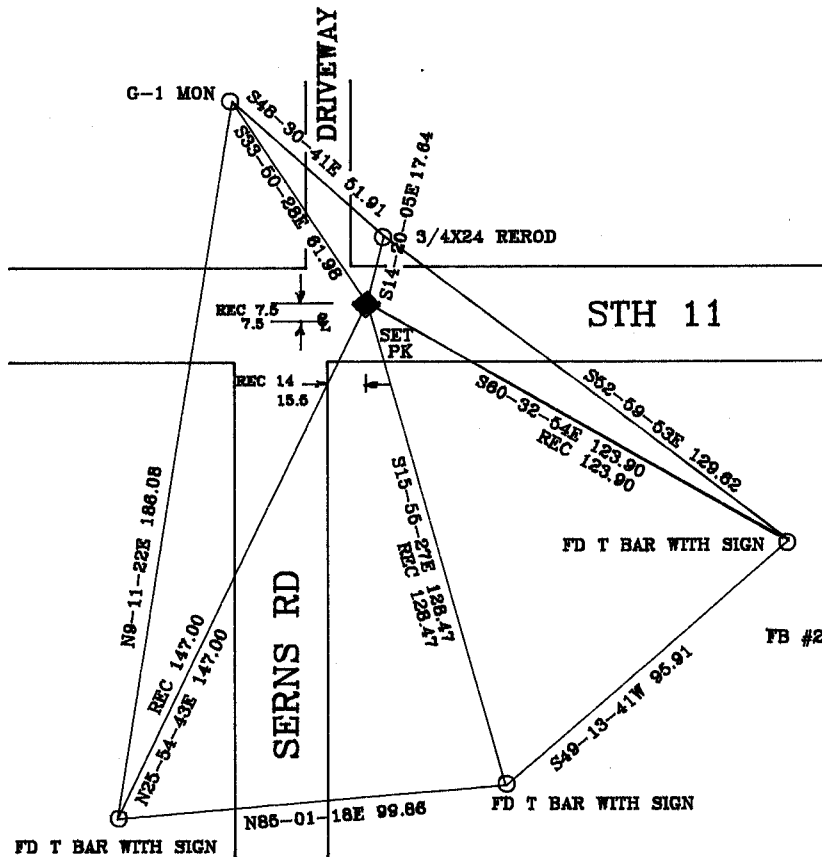 DRIVEWAY
G-1 MON
S48-30-41E 51.91
S33-50-28E 61.98
S14-20-05E 17.64
3/4X24 REROD
REC 7.5
7.5
STH 11
SET
PK
REC 14
15.5
S52-59-53E 129.62
S60-32-54E 123.90
REC 123.90
S15-55-27E 128.47
REC 128.47
N9-11-22E 186.08
FD T BAR WITH SIGN
REC 147.00
N25-54-43E 147.00
SERNS RD
FB #2
S49-13-41W 95.91
FD T BAR WITH SIGN
N85-01-18E 99.86
FD T BAR WITH SIGN